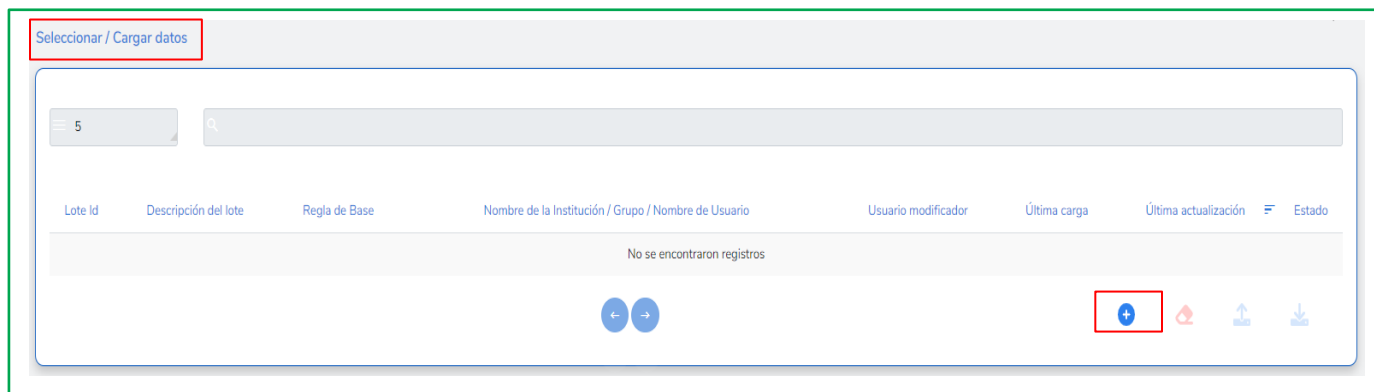 Seleccionar / Cargar datos
5
Lote Id Descripción del lote Regla de Base Nombre de la Institución / Grupo / Nombre de Usuario Usuario modificador Última carga Última actualización Estado
No se encontraron registros